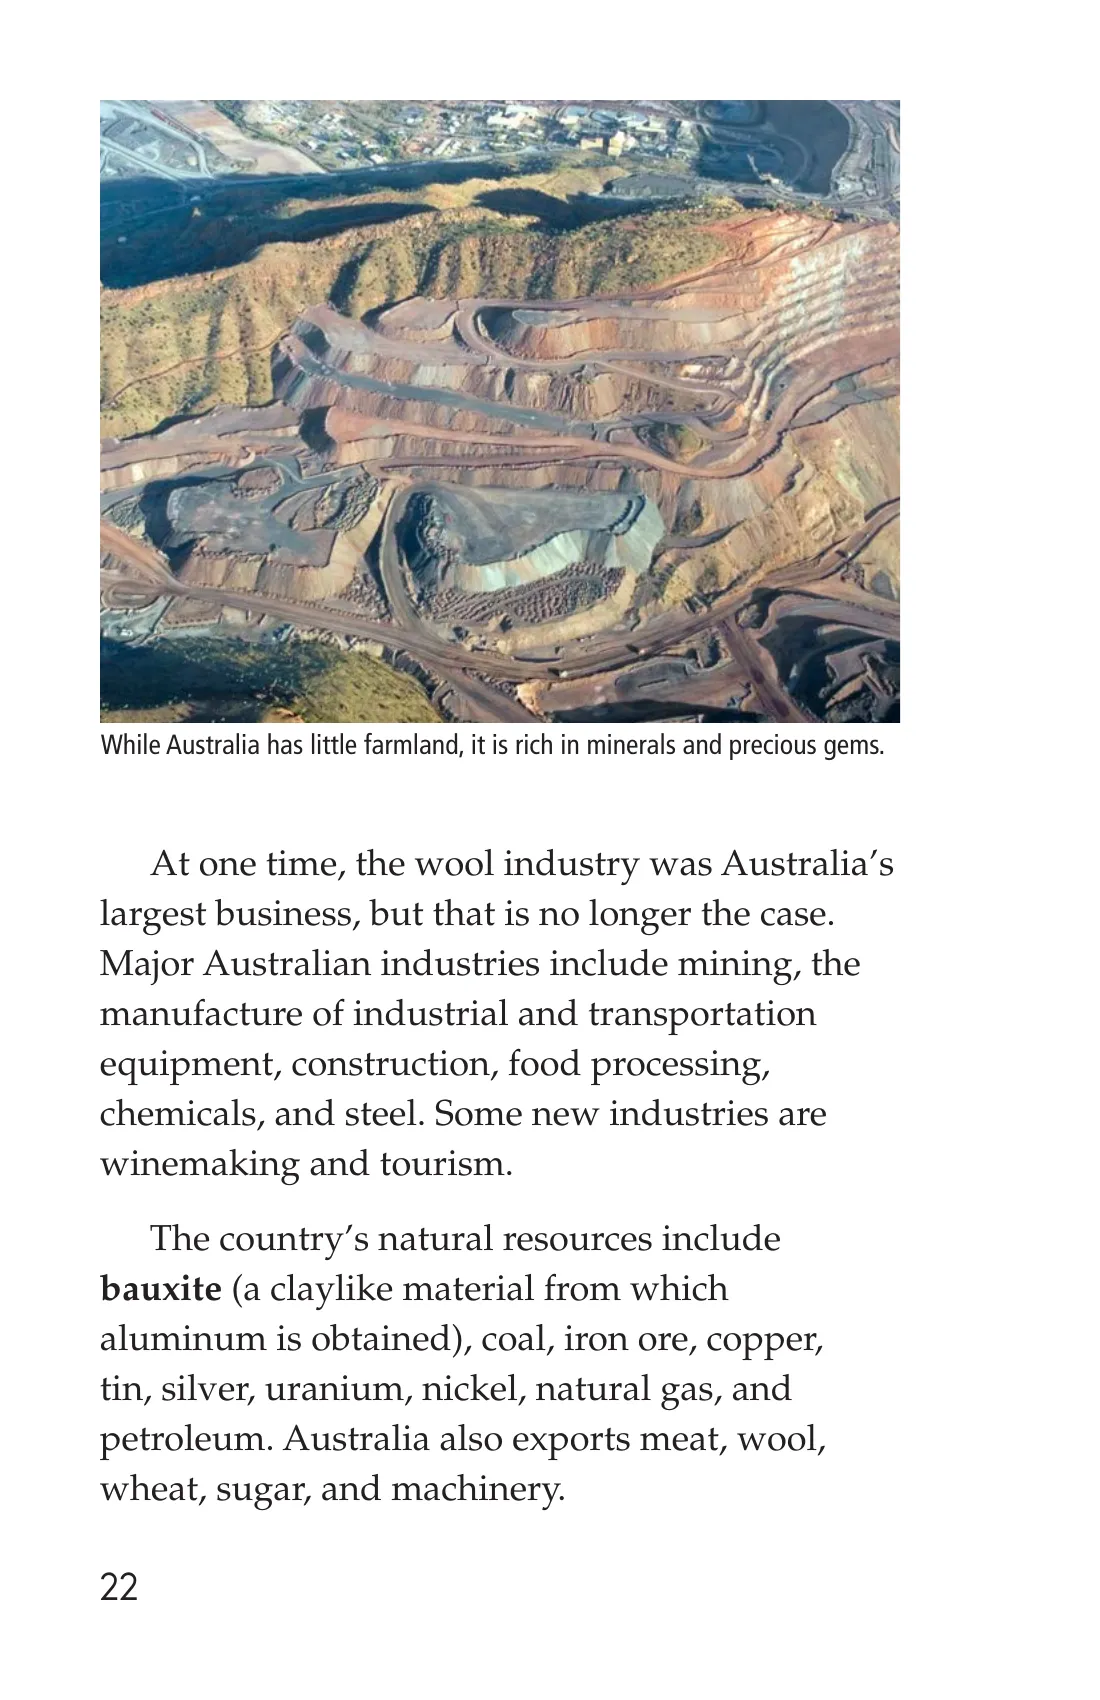 While Australia has little farmland, it is rich in minerals and precious gems.
At one time, the wool industry was Australia’s
largest business, but that is no longer the case.
Major Australian industries include mining, the
manufacture of industrial and transportation
equipment, construction, food processing,
chemicals, and steel. Some new industries are
winemaking and tourism.
The country’s natural resources include
bauxite (a claylike material from which
aluminum is obtained), coal, iron ore, copper,
tin, silver, uranium, nickel, natural gas, and
petroleum. Australia also exports meat, wool,
wheat, sugar, and machinery.
22